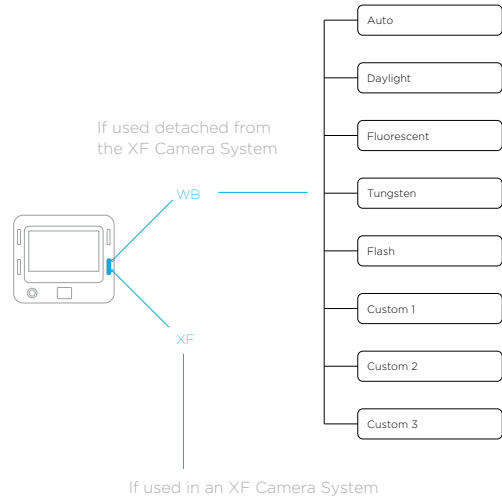 Auto
Daylight
If used detached from
the XF Camera System
Fluorescent
WB
Tungsten
Flash
Custom 1
XF
Custom 2
Custom 3
If used in an XF Camera System